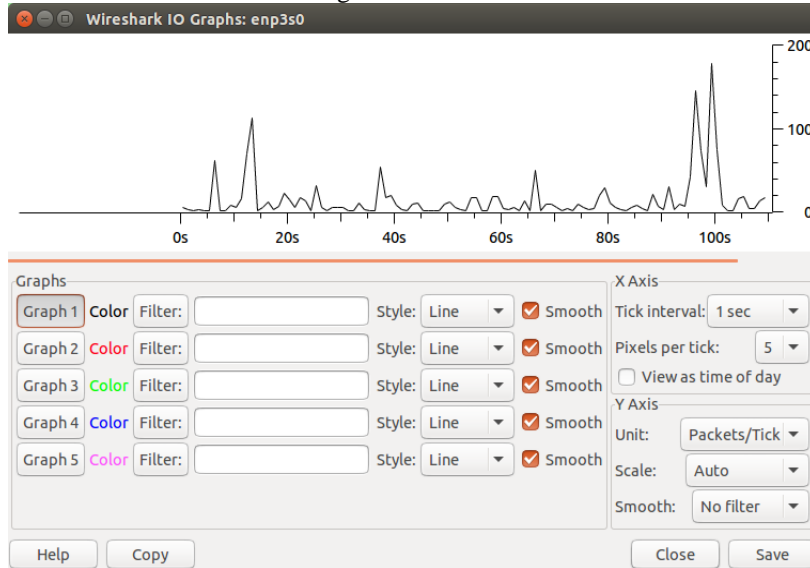 Wireshark IO Graphs: enp3s0
200
100
0
0s 20s 40s 60s 80s 100s
Graphs
Graph 1 Color Filter: Style: Line Smooth
Graph 2 Color Filter: Style: Line Smooth
Graph 3 Color Filter: Style: Line Smooth
Graph 4 Color Filter: Style: Line Smooth
Graph 5 Color Filter: Style: Line Smooth
X Axis
Tick interval: 1 sec
Pixels per tick: 5
View as time of day
Y Axis
Unit: Packets/Tick
Scale: Auto
Smooth: No filter
Help Copy Close Save